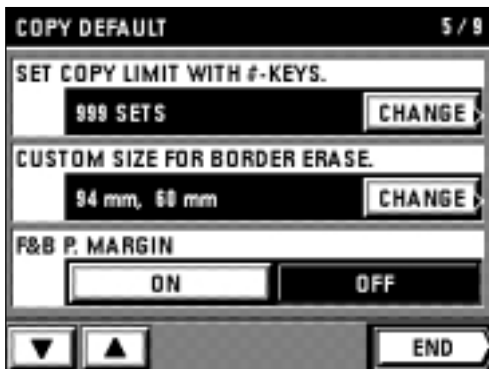 COPY DEFAULT 5/9
SET COPY LIMIT WITH #-KEYS.
999 SETS CHANGE
CUSTOM SIZE FOR BORDER ERASE.
94 mm, 60 mm CHANGE
F&B P. MARGIN
ON OFF
END